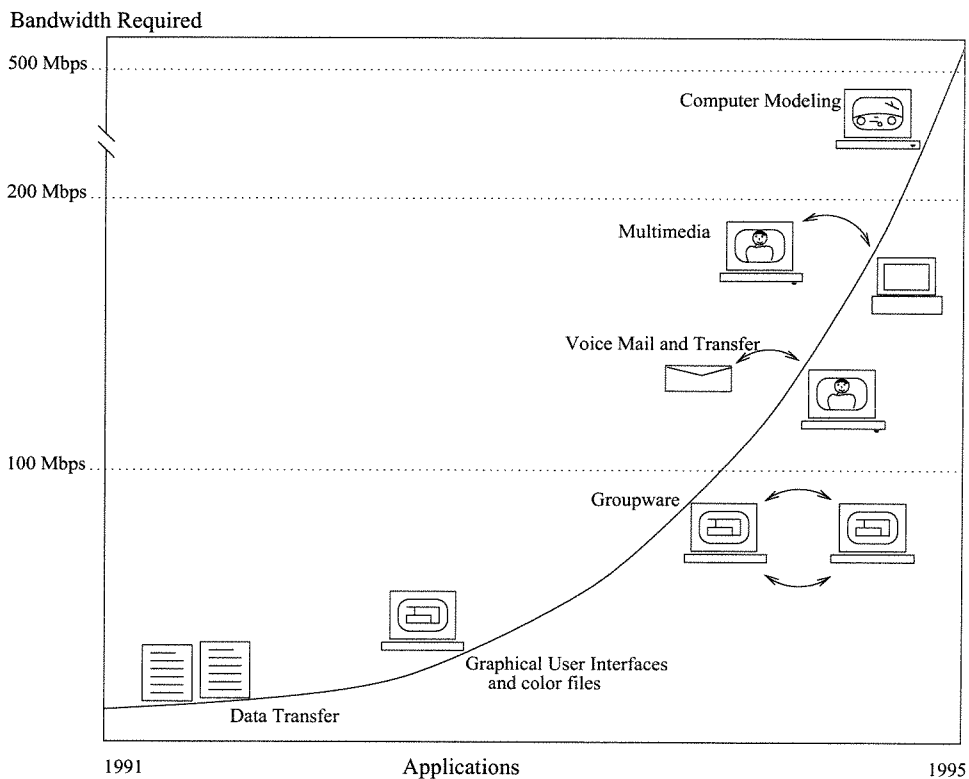 Bandwidth Required
500 Mbps
Computer Modeling
200 Mbps
Multimedia
Voice Mail and Transfer
100 Mbps
Groupware
Graphical User Interfaces
and color files
Data Transfer
1991
Applications
1995